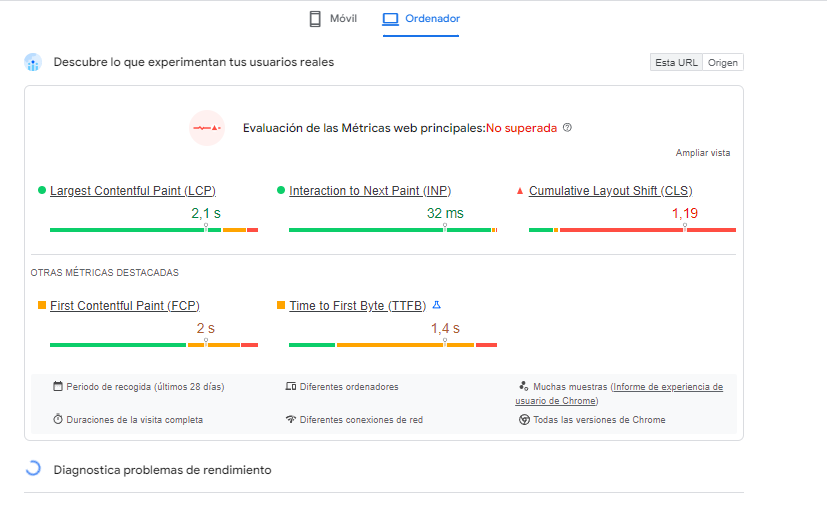 Móvil
Ordenador
Descubre lo que experimentan tus usuarios reales
Esta URL
Origen
Evaluación de las Métricas web principales:No superada
Ampliar vista
Largest Contentful Paint (LCP)
2,1 s
Interaction to Next Paint (INP)
32 ms
Cumulative Layout Shift (CLS)
1,19
OTRAS MÉTRICAS DESTACADAS
First Contentful Paint (FCP)
2 s
Time to First Byte (TTFB)
1,4 s
Periodo de recogida (últimos 28 días)
Diferentes ordenadores
Muchas muestras (Informe de experiencia de
usuario de Chrome)
Duraciones de la visita completa
Diferentes conexiones de red
Todas las versiones de Chrome
Diagnostica problemas de rendimiento